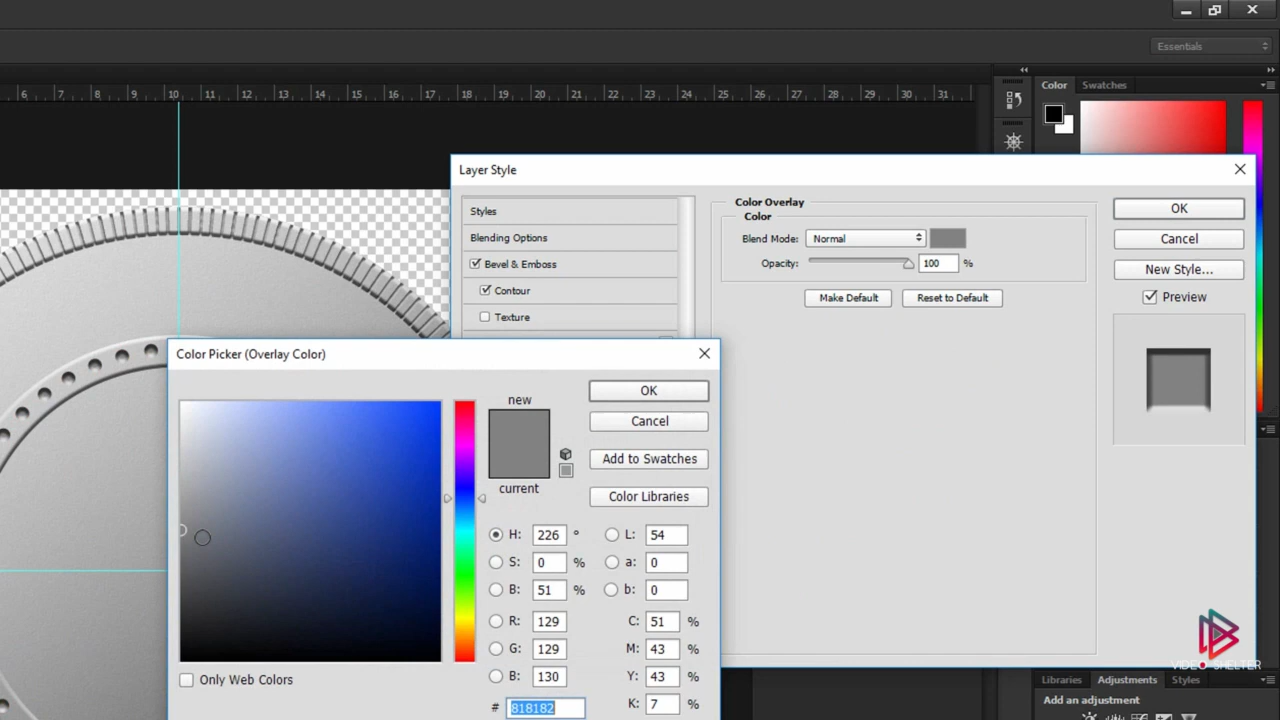 Essentials
6 7 8 9 10 11 12 13 14 15 16 17 18 19 20 21 22 23 24 25 26 27 28 29 30 31
Color Swatches
Layer Style
Styles
Blending Options
Bevel & Emboss
Contour
Texture
Color Overlay
Color
Blend Mode: Normal
Opacity: 100 %
Make Default Reset to Default
OK
Cancel
New Style...
Preview
Color Picker (Overlay Color)
new
current
OK
Cancel
Add to Swatches
Color Libraries
H: 226 ° L: 54
S: 0 % a: 0
B: 51 % b: 0
R: 129 C: 51 %
G: 129 M: 43 %
B: 130 Y: 43 %
# 818182 K: 7 %
Only Web Colors
VIDEO SHELTER
Libraries Adjustments Styles
Add an adjustment